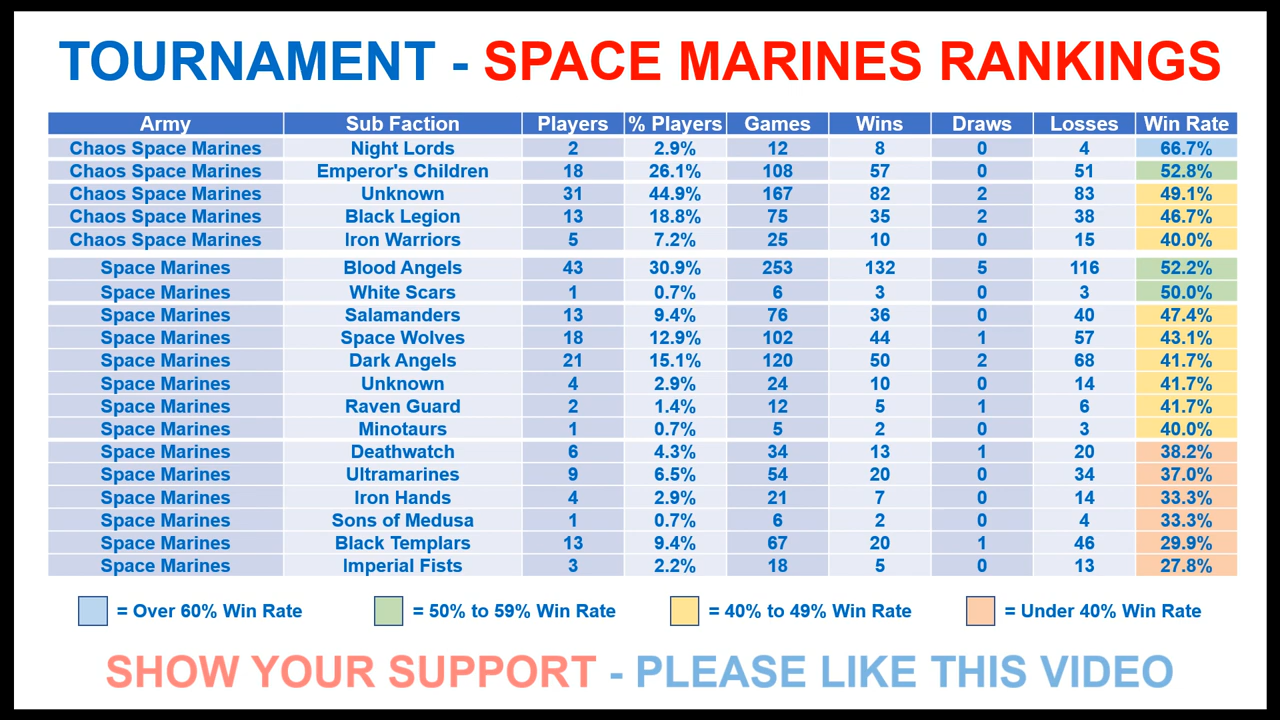 TOURNAMENT - SPACE MARINES RANKINGS
Army Sub Faction Players % Players Games Wins Draws Losses Win Rate
Chaos Space Marines Night Lords 2 2.9% 12 8 0 4 66.7%
Chaos Space Marines Emperor's Children 18 26.1% 108 57 0 51 52.8%
Chaos Space Marines Unknown 31 44.9% 167 82 2 83 49.1%
Chaos Space Marines Black Legion 13 18.8% 75 35 2 38 46.7%
Chaos Space Marines Iron Warriors 5 7.2% 25 10 0 15 40.0%
Space Marines Blood Angels 43 30.9% 253 132 5 116 52.2%
Space Marines White Scars 1 0.7% 6 3 0 3 50.0%
Space Marines Salamanders 13 9.4% 76 36 0 40 47.4%
Space Marines Space Wolves 18 12.9% 102 44 1 57 43.1%
Space Marines Dark Angels 21 15.1% 120 50 2 68 41.7%
Space Marines Unknown 4 2.9% 24 10 0 14 41.7%
Space Marines Raven Guard 2 1.4% 12 5 1 6 41.7%
Space Marines Minotaurs 1 0.7% 5 2 0 3 40.0%
Space Marines Deathwatch 6 4.3% 34 13 1 20 38.2%
Space Marines Ultramarines 9 6.5% 54 20 0 34 37.0%
Space Marines Iron Hands 4 2.9% 21 7 0 14 33.3%
Space Marines Sons of Medusa 1 0.7% 6 2 0 4 33.3%
Space Marines Black Templars 13 9.4% 67 20 1 46 29.9%
Space Marines Imperial Fists 3 2.2% 18 5 0 13 27.8%
= Over 60% Win Rate = 50% to 59% Win Rate = 40% to 49% Win Rate = Under 40% Win Rate
SHOW YOUR SUPPORT - PLEASE LIKE THIS VIDEO